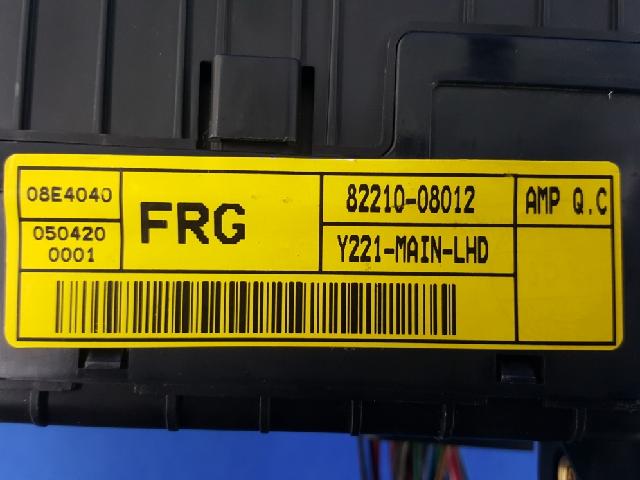 08E4040
050420
0001
FRG
82210-08012
Y221-MAIN-LHD
AMP Q.C